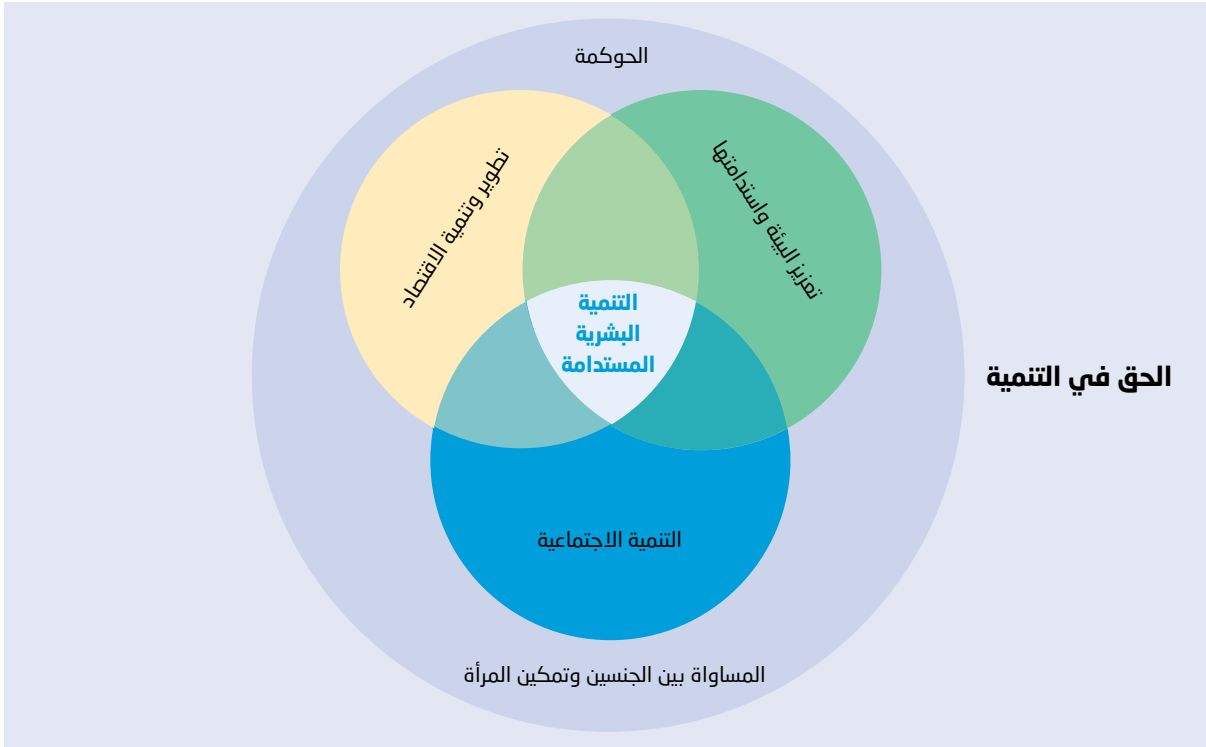 الحوكمة
تعزيز البيئة واستدامتها
تطوير وتنمية الاقتصاد
التنمية
البشرية
المستدامة
الحق في التنمية
التنمية الاجتماعية
المساواة بين الجنسين وتمكين المرأة